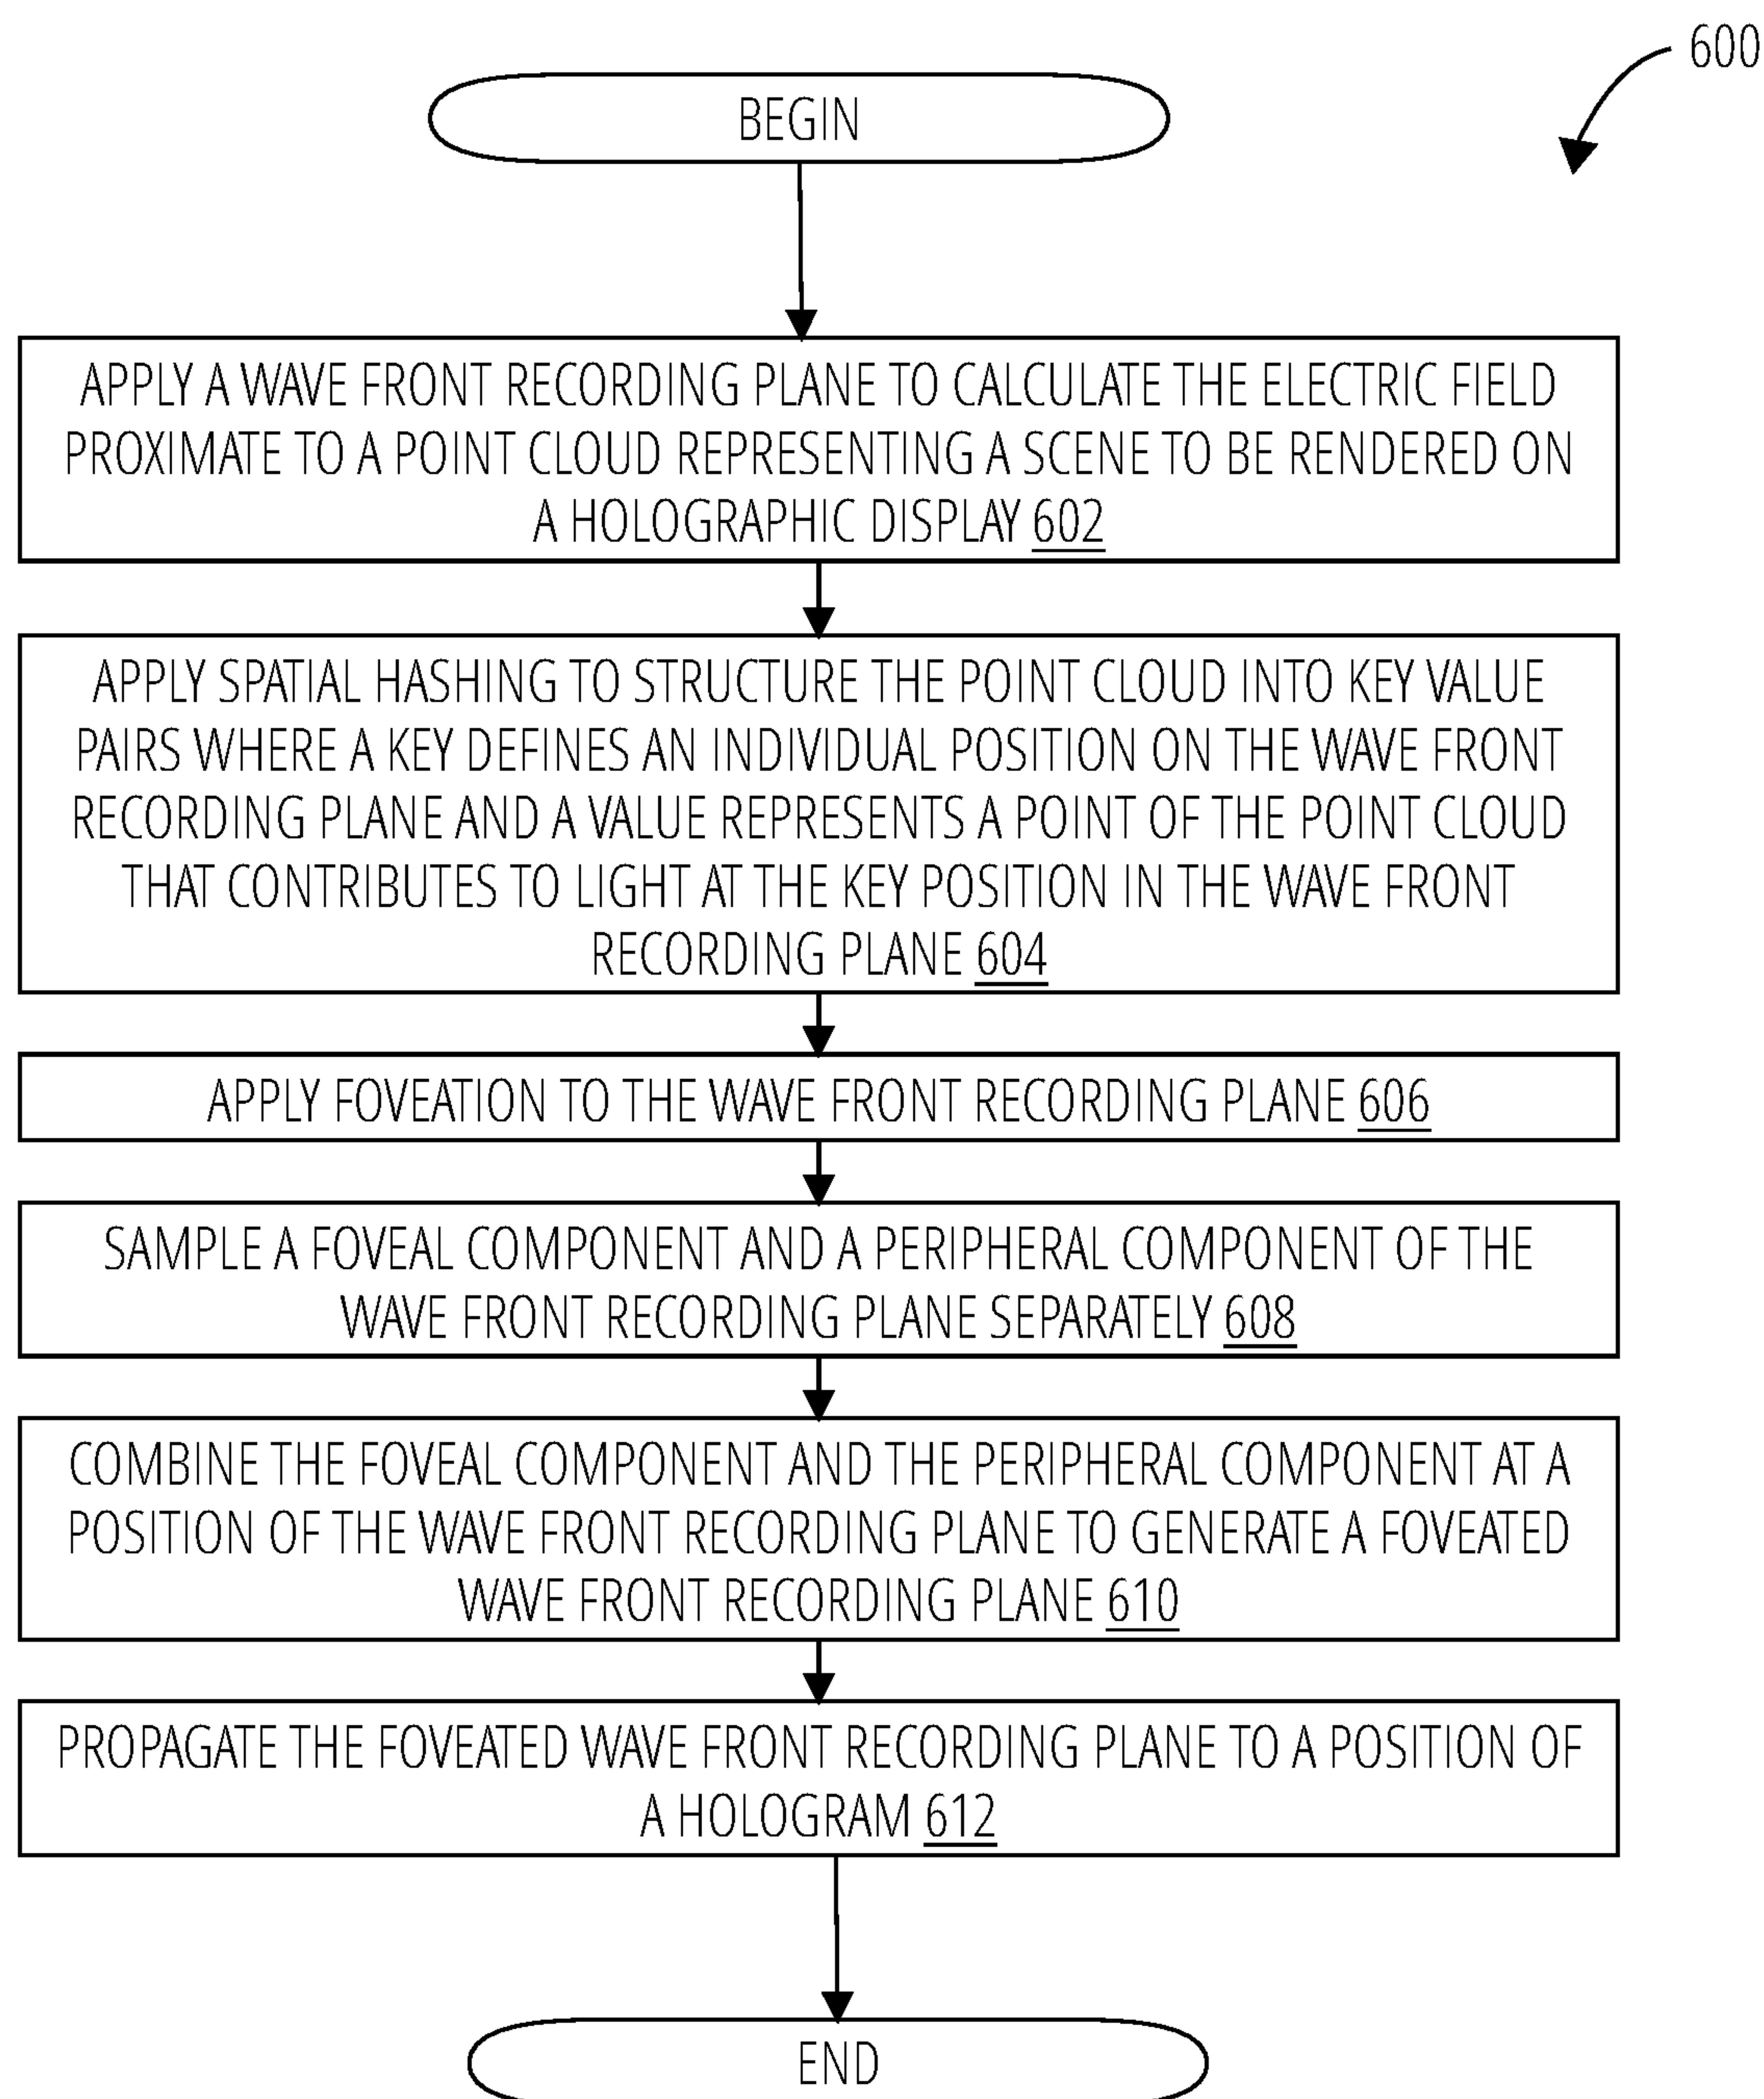 600
BEGIN
APPLY A WAVE FRONT RECORDING PLANE TO CALCULATE THE ELECTRIC FIELD
PROXIMATE TO A POINT CLOUD REPRESENTING A SCENE TO BE RENDERED ON
A HOLOGRAPHIC DISPLAY 602
APPLY SPATIAL HASHING TO STRUCTURE THE POINT CLOUD INTO KEY VALUE
PAIRS WHERE A KEY DEFINES AN INDIVIDUAL POSITION ON THE WAVE FRONT
RECORDING PLANE AND A VALUE REPRESENTS A POINT OF THE POINT CLOUD
THAT CONTRIBUTES TO LIGHT AT THE KEY POSITION IN THE WAVE FRONT
RECORDING PLANE 604
APPLY FOVEATION TO THE WAVE FRONT RECORDING PLANE 606
SAMPLE A FOVEAL COMPONENT AND A PERIPHERAL COMPONENT OF THE
WAVE FRONT RECORDING PLANE SEPARATELY 608
COMBINE THE FOVEAL COMPONENT AND THE PERIPHERAL COMPONENT AT A
POSITION OF THE WAVE FRONT RECORDING PLANE TO GENERATE A FOVEATED
WAVE FRONT RECORDING PLANE 610
PROPAGATE THE FOVEATED WAVE FRONT RECORDING PLANE TO A POSITION OF
A HOLOGRAM 612
END